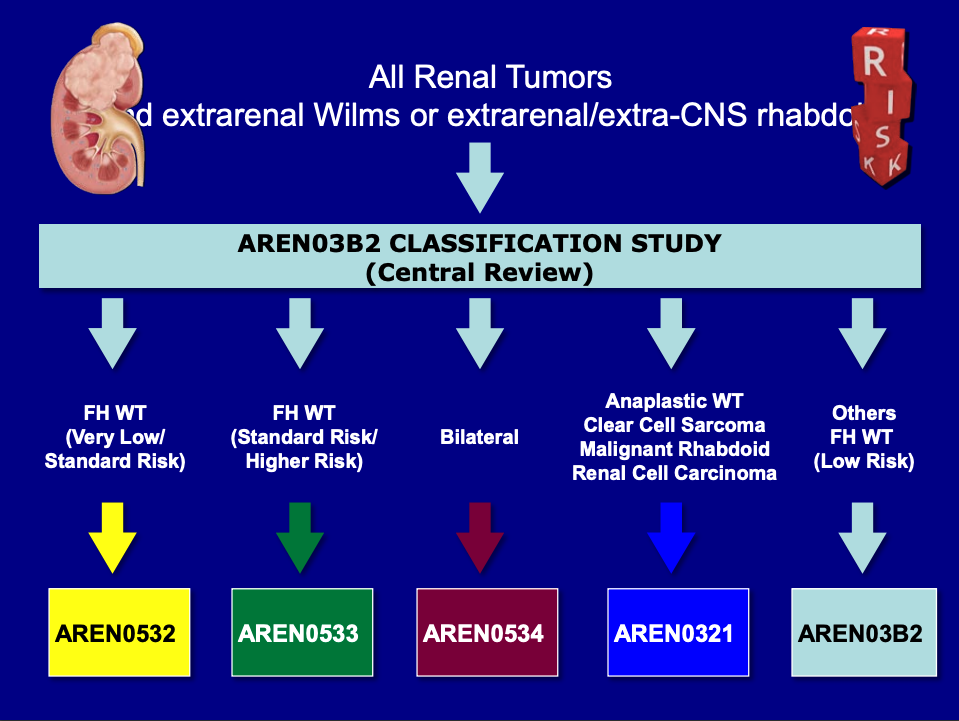 All Renal Tumors
extrarenal Wilms or extrarenal/extra-CNS
RISK
AREN03B2 CLASSIFICATION STUDY
(Central Review)
FH WT
(Very Low/
Standard Risk)
FH WT
(Standard Risk/
Higher Risk)
Bilateral
Anaplastic WT
Clear Cell Sarcoma
Malignant Rhabdoid
Renal Cell Carcinoma
Others
FH WT
(Low Risk)
AREN0532
AREN0533
AREN0534
AREN0321
AREN03B2